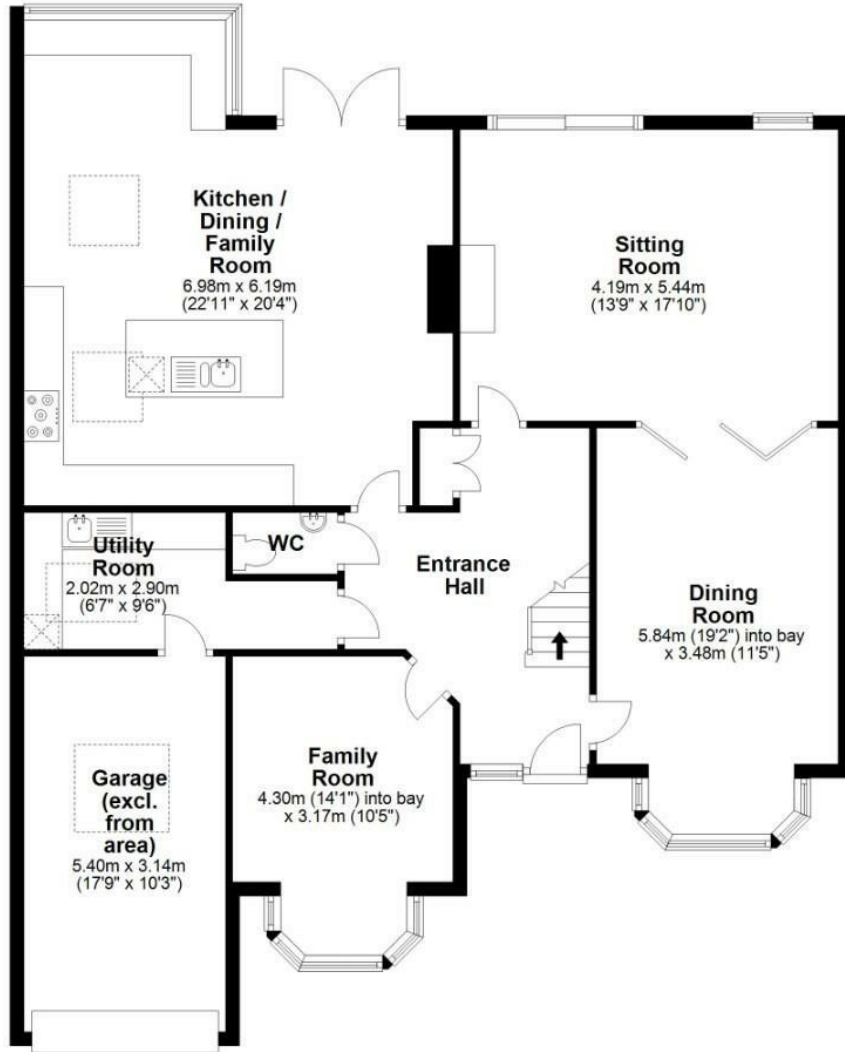 Kitchen /
Dining /
Family
Room
6.98m x 6.19m
(22'11" x 20'4")
Sitting
Room
4.19m x 5.44m
(13'9" x 17'10")
Utility
Room
2.02m x 2.90m
(6'7" x 9'6")
WC
Entrance
Hall
Dining
Room
5.84m (19'2") into bay
x 3.48m (11'5")
Garage
(excl.
from
area)
5.40m x 3.14m
(17'9" x 10'3")
Family
Room
4.30m (14'1") into bay
x 3.17m (10'5")